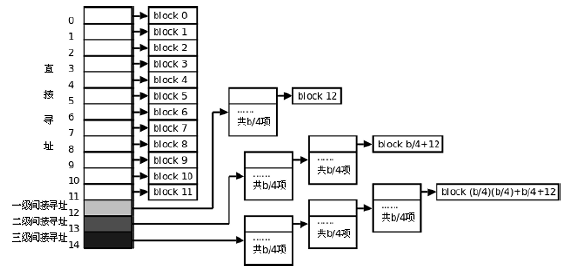 直接寻址
0
1
2
3
4
5
6
7
8
9
10
11
12
13
14
block 0
block 1
block 2
block 3
block 4
block 5
block 6
block 7
block 8
block 9
block 10
block 11
一级间接寻址
二级间接寻址
三级间接寻址
......
共b/4项
block 12
......
共b/4项
......
共b/4项
block b/4+12
......
共b/4项
......
共b/4项
......
共b/4项
block (b/4)(b/4)+b/4+12